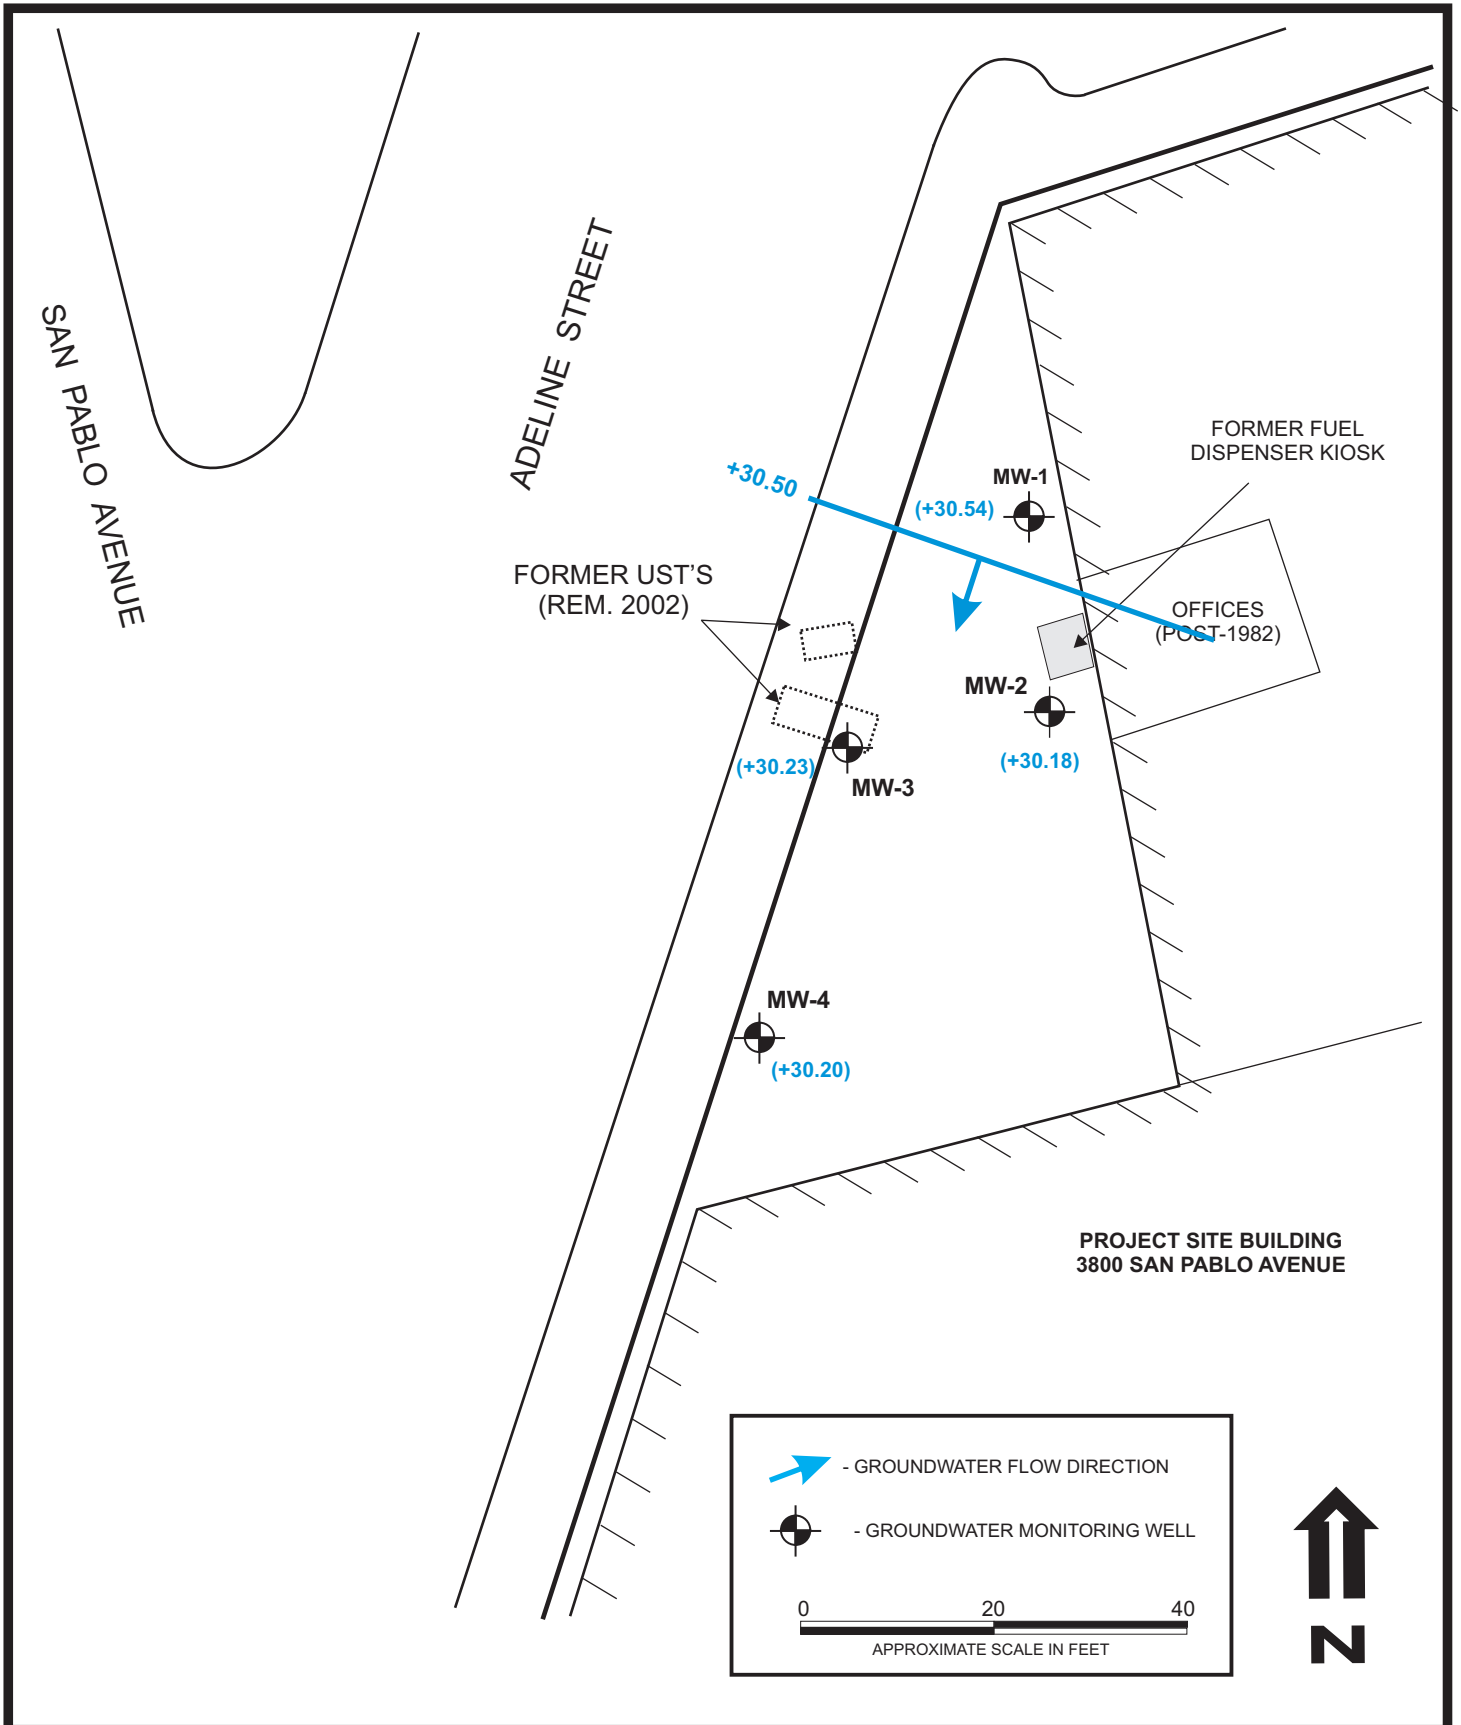 SAN PABLO AVENUE
ADELINE STREET
FORMER FUEL
DISPENSER KIOSK
+30.50
MW-1
(+30.54)
FORMER UST'S
(REM. 2002)
OFFICES
(POST-1982)
MW-2
(+30.18)
(+30.23)
MW-3
MW-4
(+30.20)
PROJECT SITE BUILDING
3800 SAN PABLO AVENUE
- GROUNDWATER FLOW DIRECTION
- GROUNDWATER MONITORING WELL
0 20 40
APPROXIMATE SCALE IN FEET
N